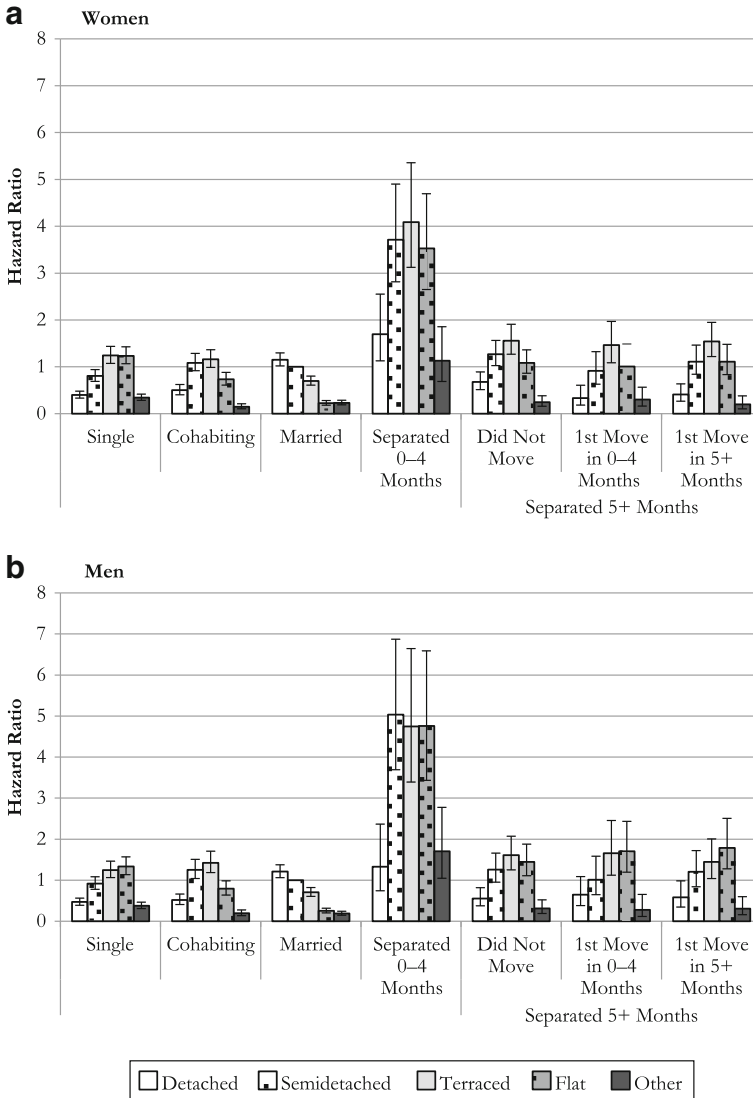 a Women
8
7
6
5
4
3
2
1
0
Hazard Ratio
Single Cohabiting Married Separated 0–4 Months Did Not Move 1st Move in 0–4 Months 1st Move in 5+ Months
Separated 5+ Months
b Men
8
7
6
5
4
3
2
1
0
Hazard Ratio
Single Cohabiting Married Separated 0–4 Months Did Not Move 1st Move in 0–4 Months 1st Move in 5+ Months
Separated 5+ Months
Detached Semidetached Terraced Flat Other